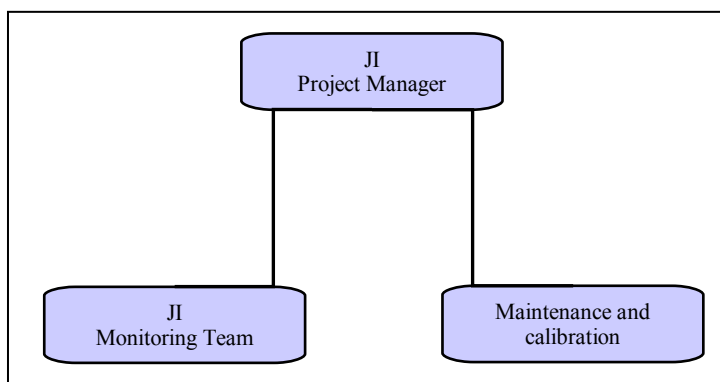 JI
Project Manager
JI
Monitoring Team
Maintenance and
calibration